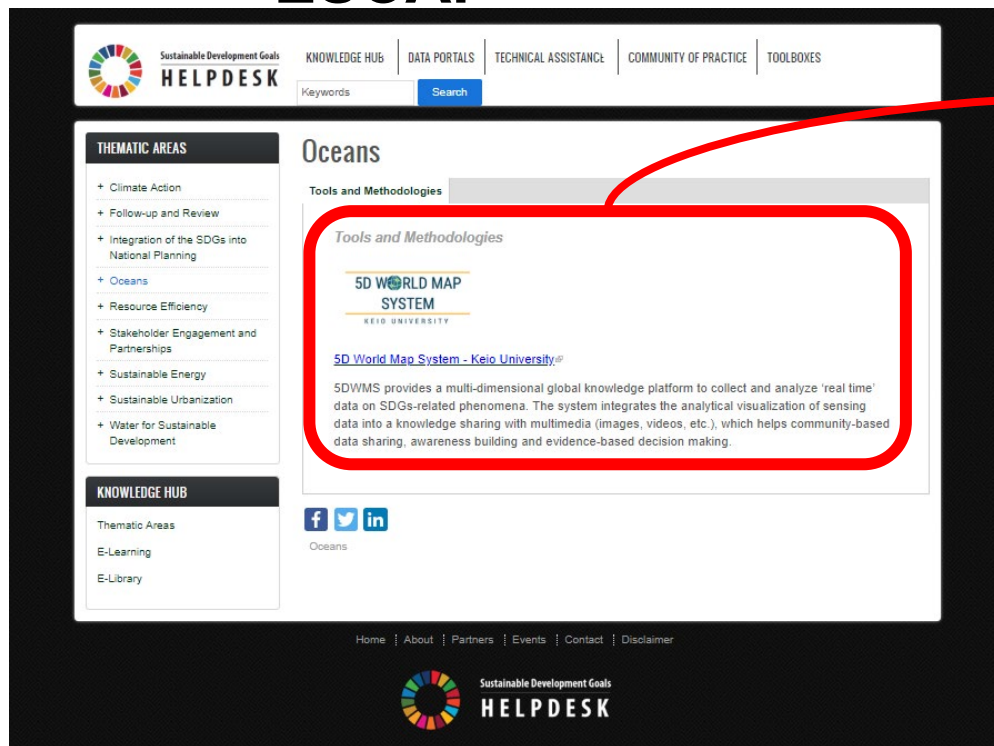 Sustainable Development Goals
HELPDESK
KNOWLEDGE HUB
DATA PORTALS
TECHNICAL ASSISTANCE
COMMUNITY OF PRACTICE
TOOLBOXES
Keywords
Search
THEMATIC AREAS
+ Climate Action
+ Follow-up and Review
+ Integration of the SDGs into
National Planning
+ Oceans
+ Resource Efficiency
+ Stakeholder Engagement and
Partnerships
+ Sustainable Energy
+ Sustainable Urbanization
+ Water for Sustainable
Development
KNOWLEDGE HUB
Thematic Areas
E-Learning
E-Library
Oceans
Tools and Methodologies
Tools and Methodologies
5D WORLD MAP
SYSTEM
KEIO UNIVERSITY
5D World Map System - Keio University
5DWMS provides a multi-dimensional global knowledge platform to collect and analyze ‘real time’
data on SDGs-related phenomena. The system integrates the analytical visualization of sensing
data into a knowledge sharing with multimedia (images, videos, etc.), which helps community-based
data sharing, awareness building and evidence-based decision making.
f
in
Oceans
Home | About | Partners | Events | Contact | Disclaimer
Sustainable Development Goals
HELPDESK